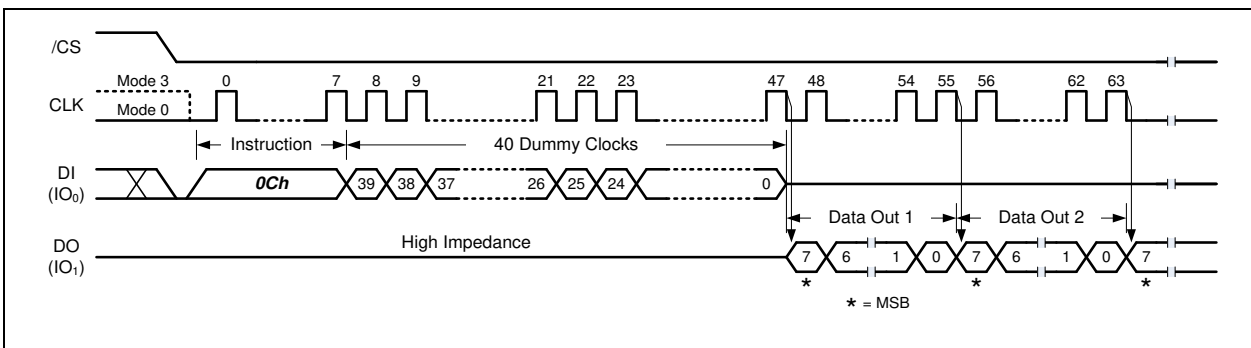 /CS
Mode 3 0 7 8 9 21 22 23 47 48 54 55 56 62 63
CLK
Mode 0
Instruction 40 Dummy Clocks
DI
(IO0)
0Ch 39 38 37 26 25 24 0
Data Out 1 Data Out 2
DO
(IO1)
High Impedance
7 6 1 0 7 6 1 0 7
* * *
* = MSB